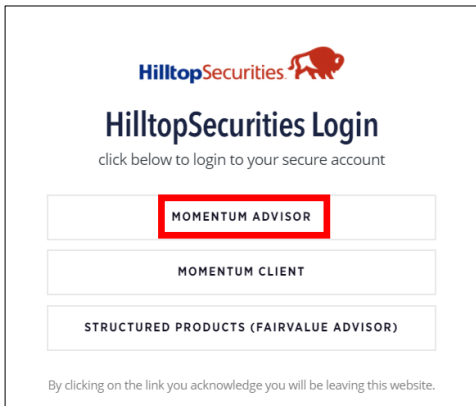 HilltopSecurities
HilltopSecurities Login
click below to login to your secure account
MOMENTUM ADVISOR
MOMENTUM CLIENT
STRUCTURED PRODUCTS (FAIRVALUE ADVISOR)
By clicking on the link you acknowledge you will be leaving this website.